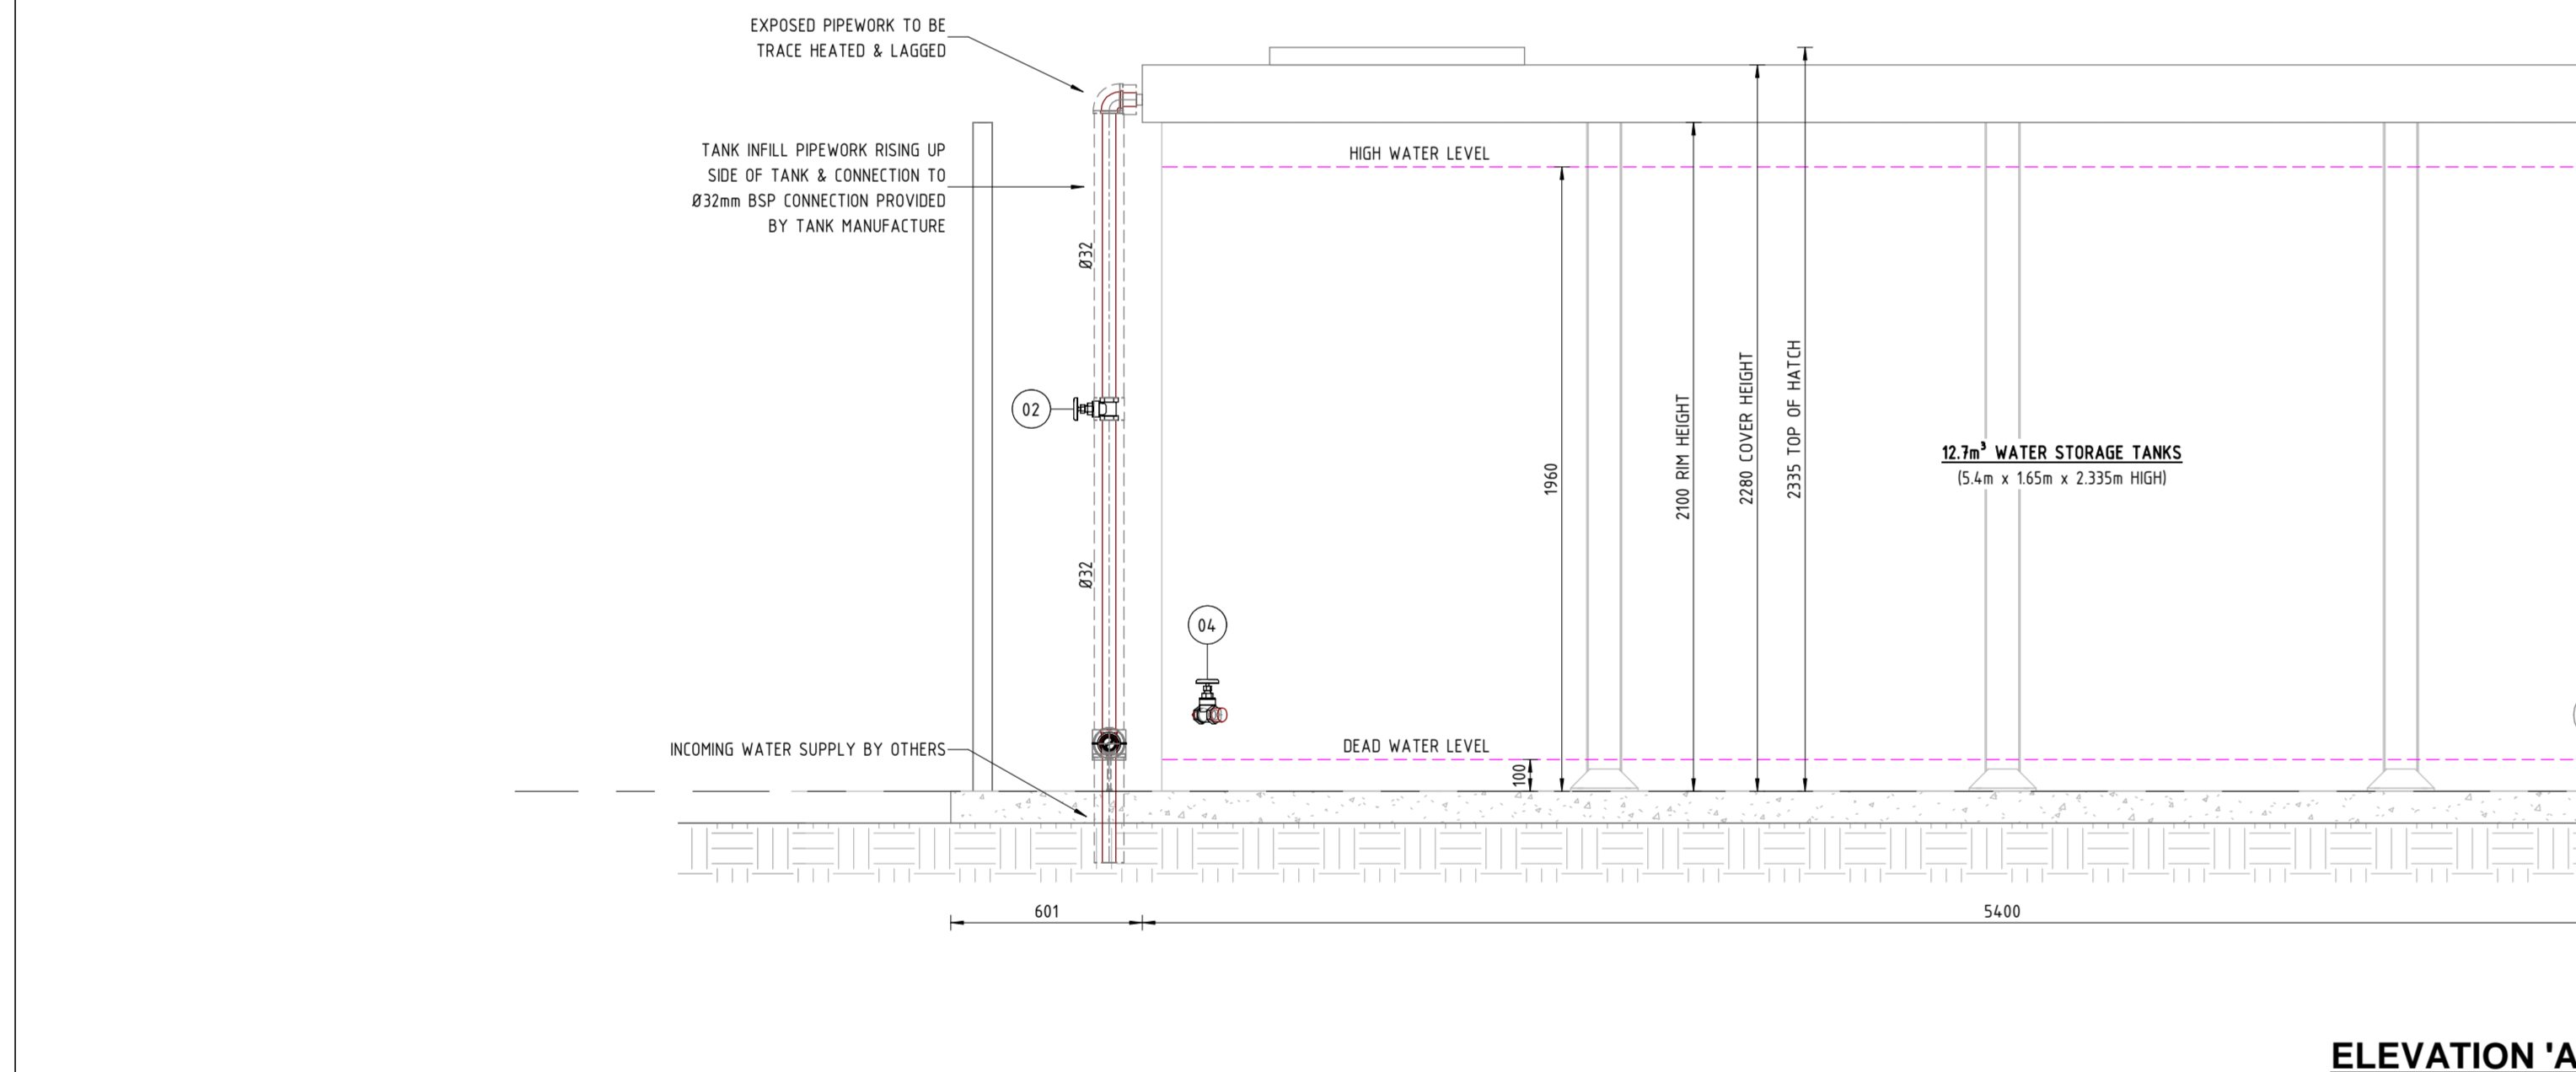 EXPOSED PIPEWORK TO BE
TRACE HEATED & LAGGED
TANK INFILL PIPEWORK RISING UP
SIDE OF TANK & CONNECTION TO
Ø32mm BSP CONNECTION PROVIDED
BY TANK MANUFACTURE
Ø32
02
Ø32
04
INCOMING WATER SUPPLY BY OTHERS
HIGH WATER LEVEL
DEAD WATER LEVEL
100
1960
2100 RIM HEIGHT
2280 COVER HEIGHT
2335 TOP OF HATCH
12.7m³ WATER STORAGE TANKS
(5.4m x 1.65m x 2.335m HIGH)
601
5400
ELEVATION 'A